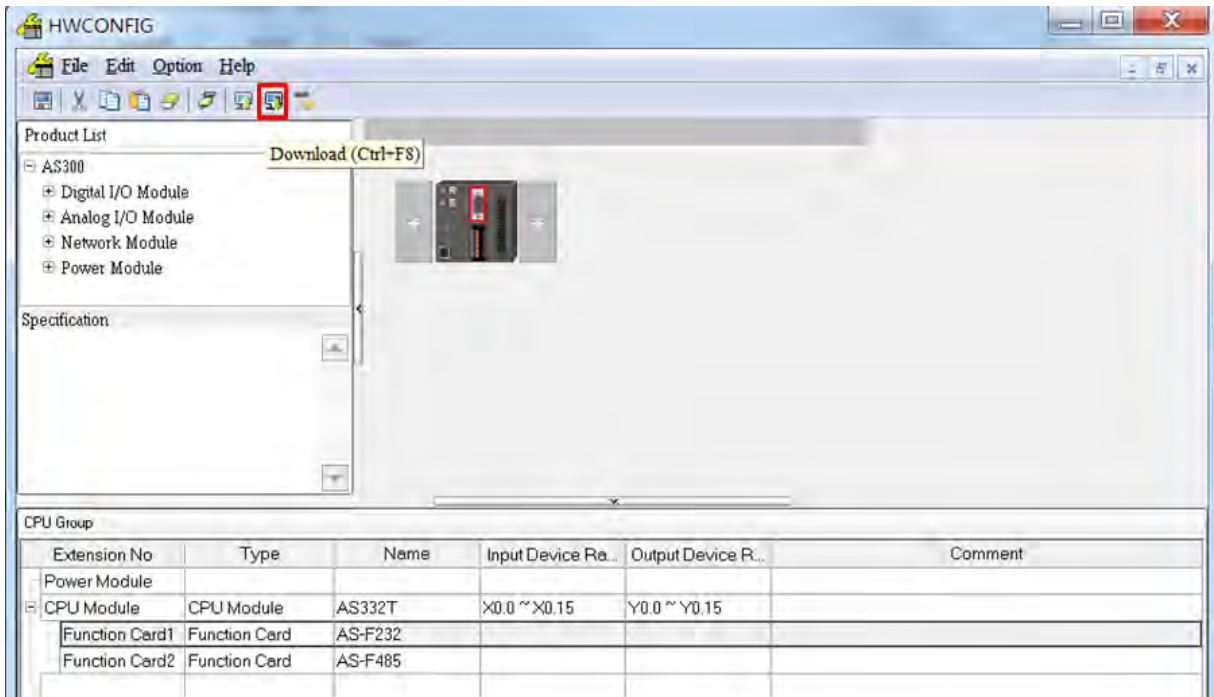 HWCONFIG
File Edit Option Help
Product List
Download (Ctrl+F8)
AS300
Digital I/O Module
Analog I/O Module
Network Module
Power Module
Specification
CPU Group
Extension No Type Name Input Device Ra... Output Device R... Comment
Power Module
CPU Module CPU Module AS332T X0.0 ~ X0.15 Y0.0 ~ Y0.15
Function Card1 Function Card AS-F232
Function Card2 Function Card AS-F485